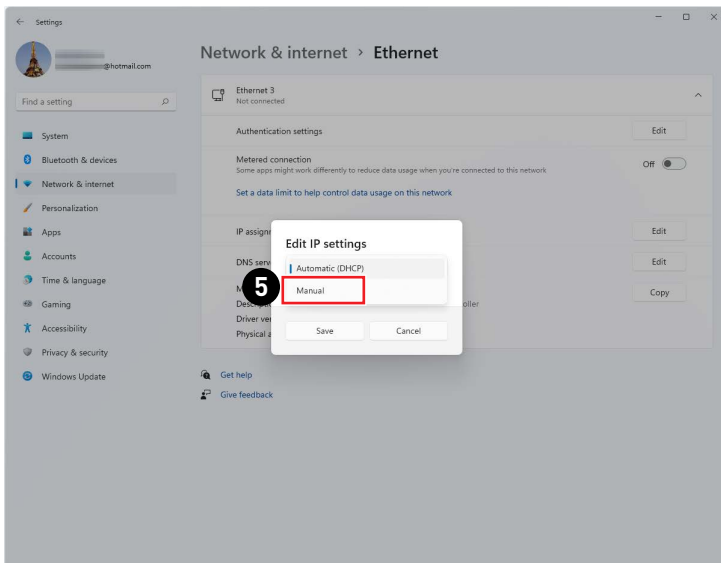 Settings
@hotmail.com
Find a setting
System
Bluetooth & devices
Network & internet
Personalization
Apps
Accounts
Time & language
Gaming
Accessibility
Privacy & security
Windows Update
Network & internet > Ethernet
Ethernet 3
Not connected
Authentication settings
Edit
Metered connection
Some apps might work differently to reduce data usage when you're connected to this network
Off
Set a data limit to help control data usage on this network
IP assignm
Edit
DNS serv
Edit
Copy
Driver ver
Physical a
oller
Edit IP settings
Automatic (DHCP)
5
Manual
Save
Cancel
Get help
Give feedback